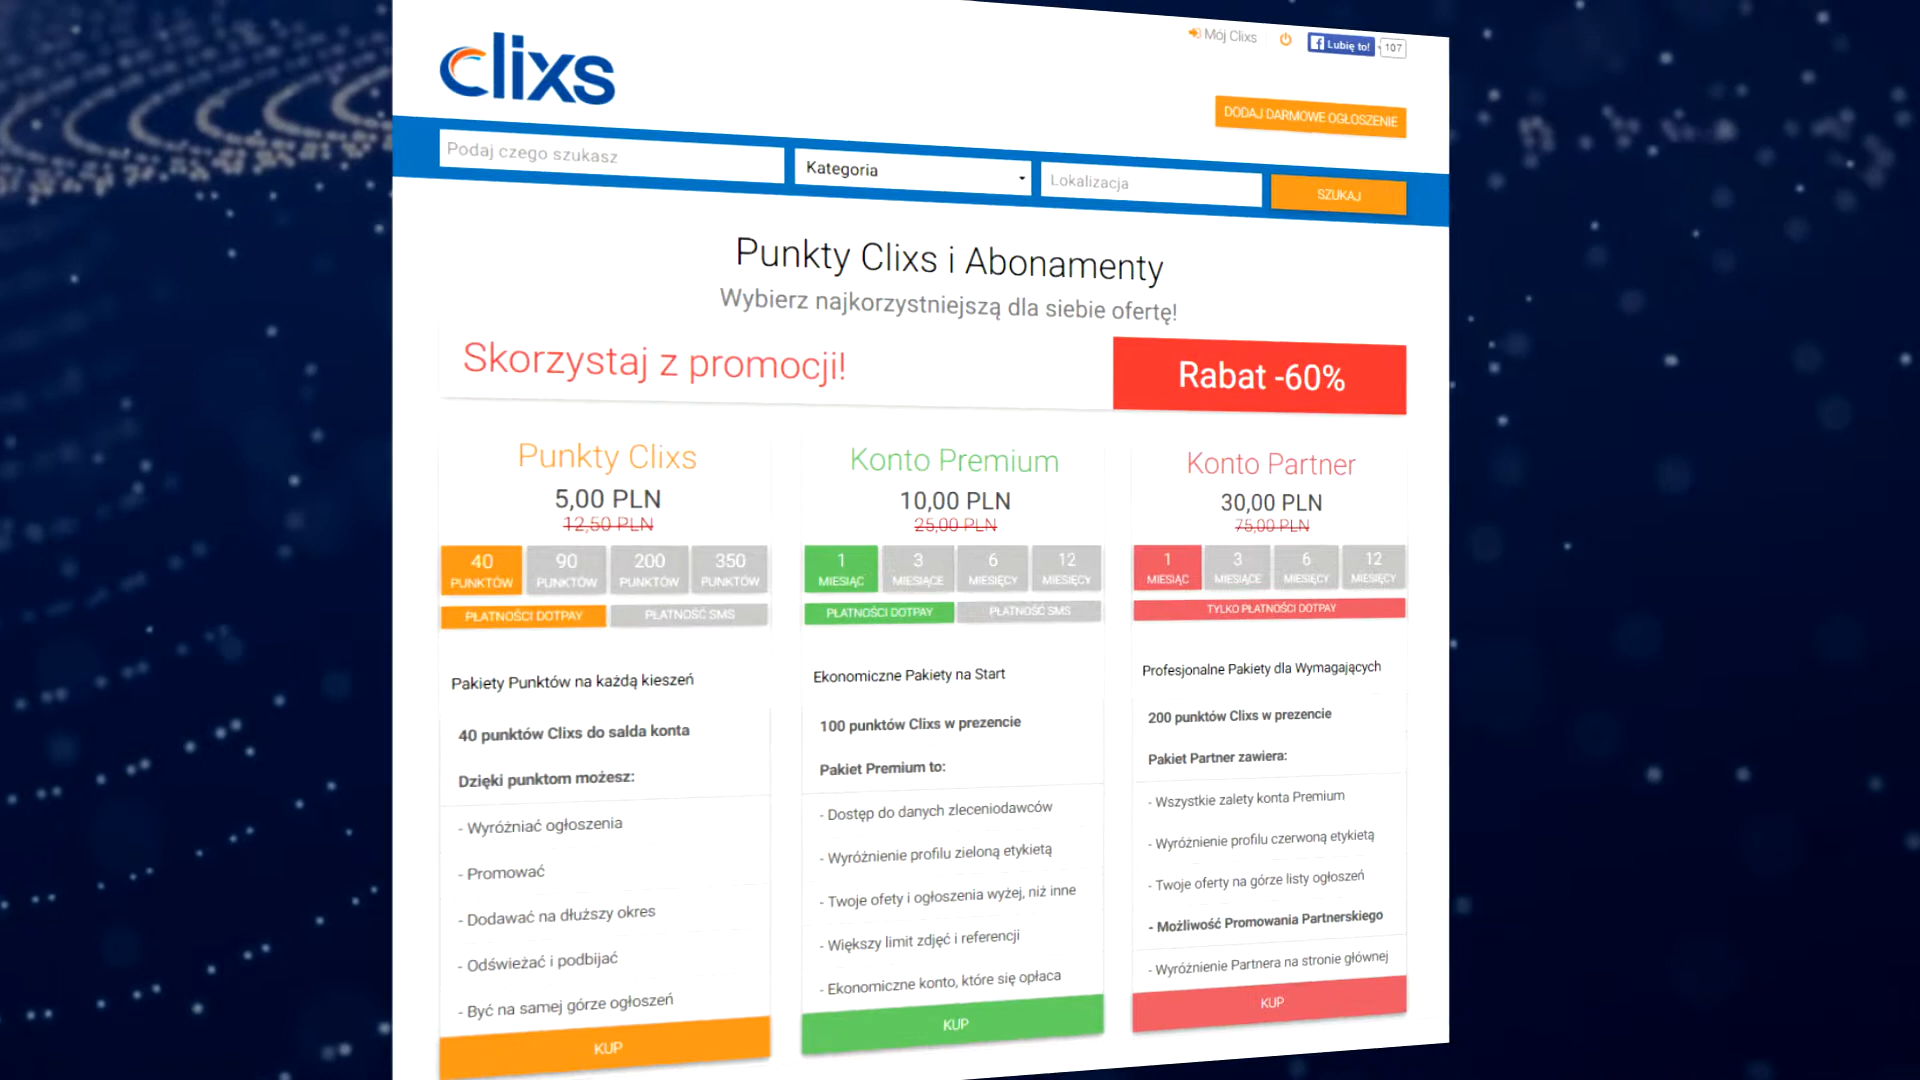 clixs
Mój Clixs
Lubię to! 107
DODAJ DARMOWE OGŁOSZENIE
Podaj czego szukasz
Kategoria
Lokalizacja
SZUKAJ
Punkty Clixs i Abonamenty
Wybierz najkorzystniejszą dla siebie ofertę!
Skorzystaj z promocji!
Rabat -60%
Punkty Clixs
5,00 PLN
12,50 PLN
40 PUNKTÓW
90 PUNKTÓW
200 PUNKTÓW
350 PUNKTÓW
PŁATNOŚCI DOTPAY
PŁATNOŚĆ SMS
Pakiety Punktów na każdą kieszeń
40 punktów Clixs do salda konta
Dzięki punktom możesz:
- Wyróżniać ogłoszenia
- Promować
- Dodawać na dłuższy okres
- Odświeżać i podbijać
- Być na samej górze ogłoszeń
KUP
Konto Premium
10,00 PLN
25,00 PLN
1 MIESIĄC
3 MIESIĄCE
6 MIESIĘCY
12 MIESIĘCY
PŁATNOŚCI DOTPAY
PŁATNOŚĆ SMS
Ekonomiczne Pakiety na Start
100 punktów Clixs w prezencie
Pakiet Premium to:
- Dostęp do danych zleceniodawców
- Wyróżnienie profilu zieloną etykietą
- Twoje ofety i ogłoszenia wyżej, niż inne
- Większy limit zdjęć i referencji
- Ekonomiczne konto, które się opłaca
KUP
Konto Partner
30,00 PLN
75,00 PLN
1 MIESIĄC
3 MIESIĄCE
6 MIESIĘCY
12 MIESIĘCY
TYLKO PŁATNOŚCI DOTPAY
Profesjonalne Pakiety dla Wymagających
200 punktów Clixs w prezencie
Pakiet Partner zawiera:
- Wszystkie zalety konta Premium
- Wyróżnienie profilu czerwoną etykietą
- Twoje oferty na górze listy ogłoszeń
- Możliwość Promowania Partnerskiego
- Wyróżnienie Partnera na stronie głównej
KUP